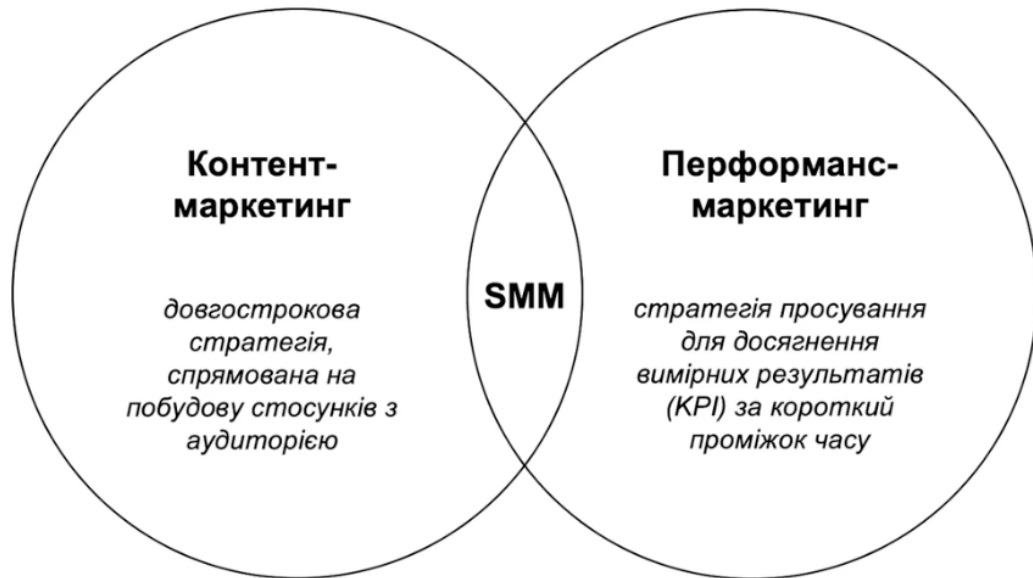 Контент-
маркетинг
довгострокова
стратегія,
спрямована на
побудову стосунків з
аудиторією
SMM
Перформанс-
маркетинг
стратегія просування
для досягнення
вимірних результатів
(KPI) за короткий
проміжок часу